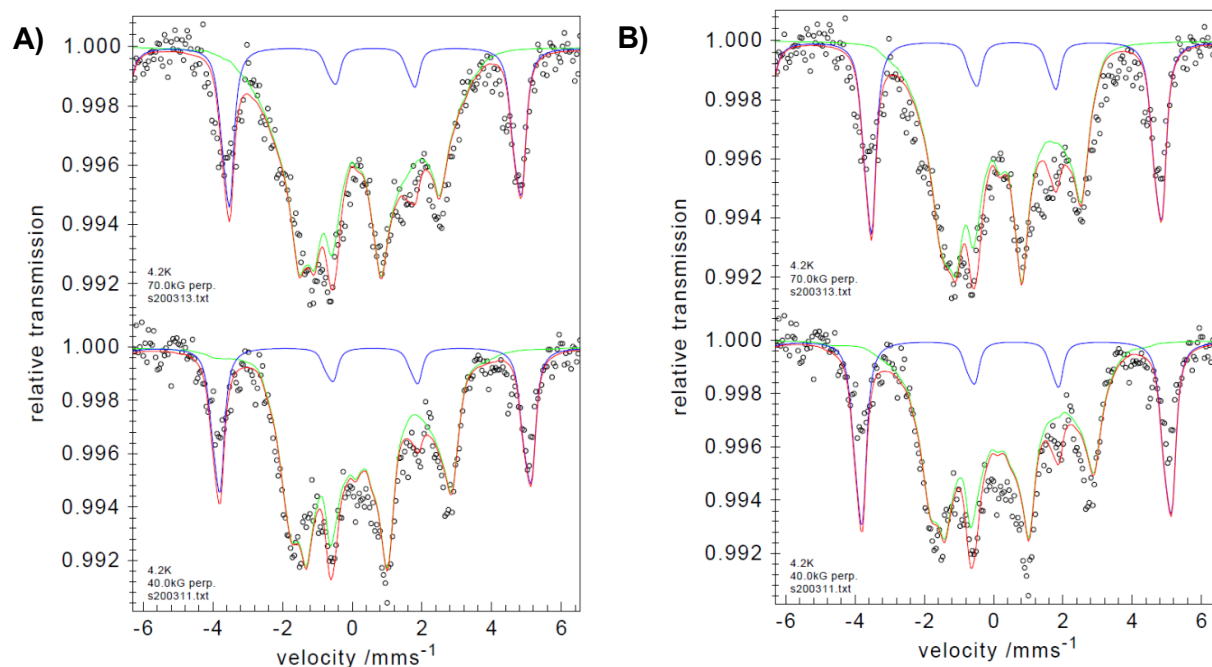 A)
1.000
0.998
0.996
0.994
0.992
4.2K
70.0kG perp.
s200313.txt
1.000
0.998
0.996
0.994
0.992
4.2K
40.0kG perp.
s200311.txt
relative transmission
-6 -4 -2 0 2 4 6
velocity /mms-1
B)
1.000
0.998
0.996
0.994
0.992
4.2K
70.0kG perp.
s200313.txt
1.000
0.998
0.996
0.994
0.992
4.2K
40.0kG perp.
s200311.txt
relative transmission
-6 -4 -2 0 2 4 6
velocity /mms-1